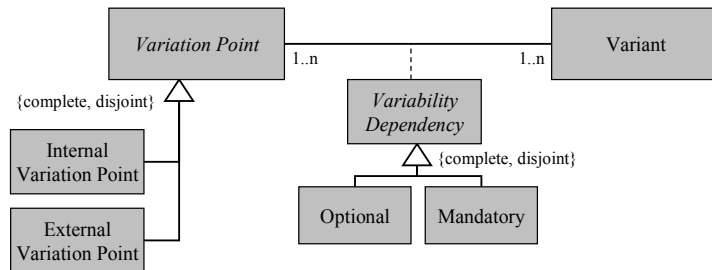 Variation Point
Variant
1..n
1..n
{complete, disjoint}
Variability
Dependency
Internal
Variation Point
{complete, disjoint}
External
Variation Point
Optional
Mandatory